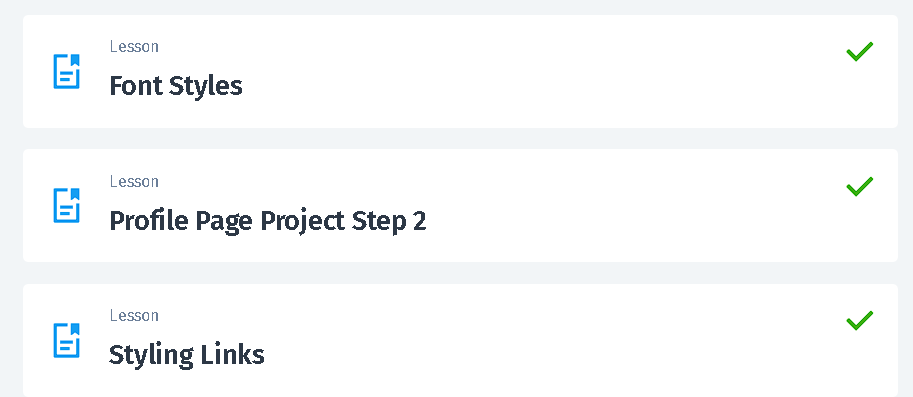 Lesson
Font Styles
Lesson
Profile Page Project Step 2
Lesson
Styling Links